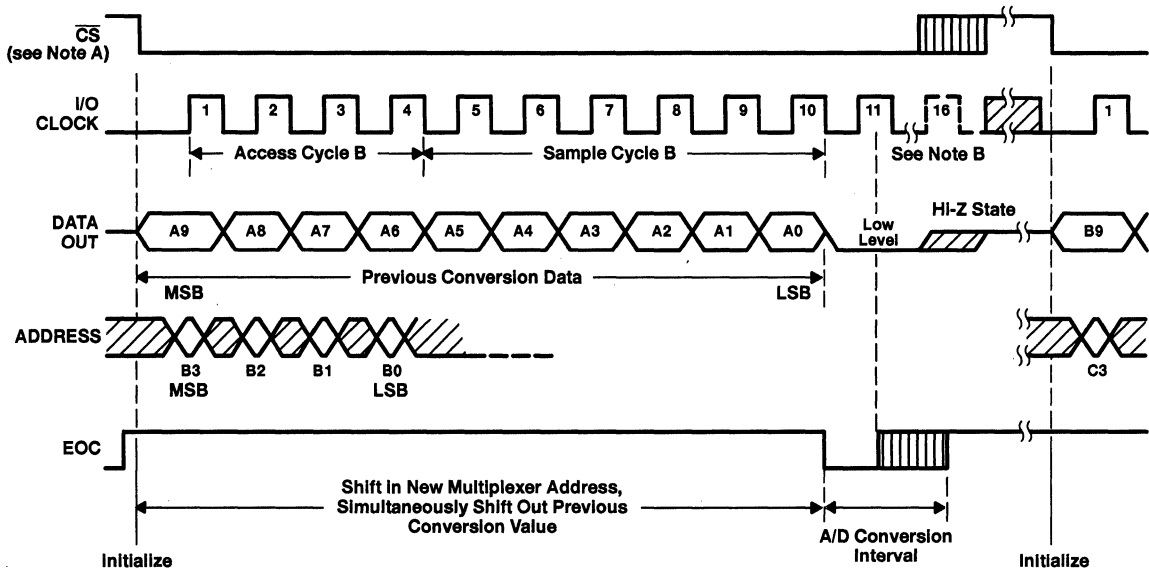 CS
(see Note A)
I/O
CLOCK
1 2 3 4 5 6 7 8 9 10 11 16 1
Access Cycle B
Sample Cycle B
See Note B
DATA
OUT
A9 A8 A7 A6 A5 A4 A3 A2 A1 A0
Low
Level
Hi-Z State
B9
Previous Conversion Data
MSB
LSB
ADDRESS
B3 B2 B1 B0
MSB
LSB
C3
EOC
Shift in New Multiplexer Address,
Simultaneously Shift Out Previous
Conversion Value
A/D Conversion
Interval
Initialize
Initialize